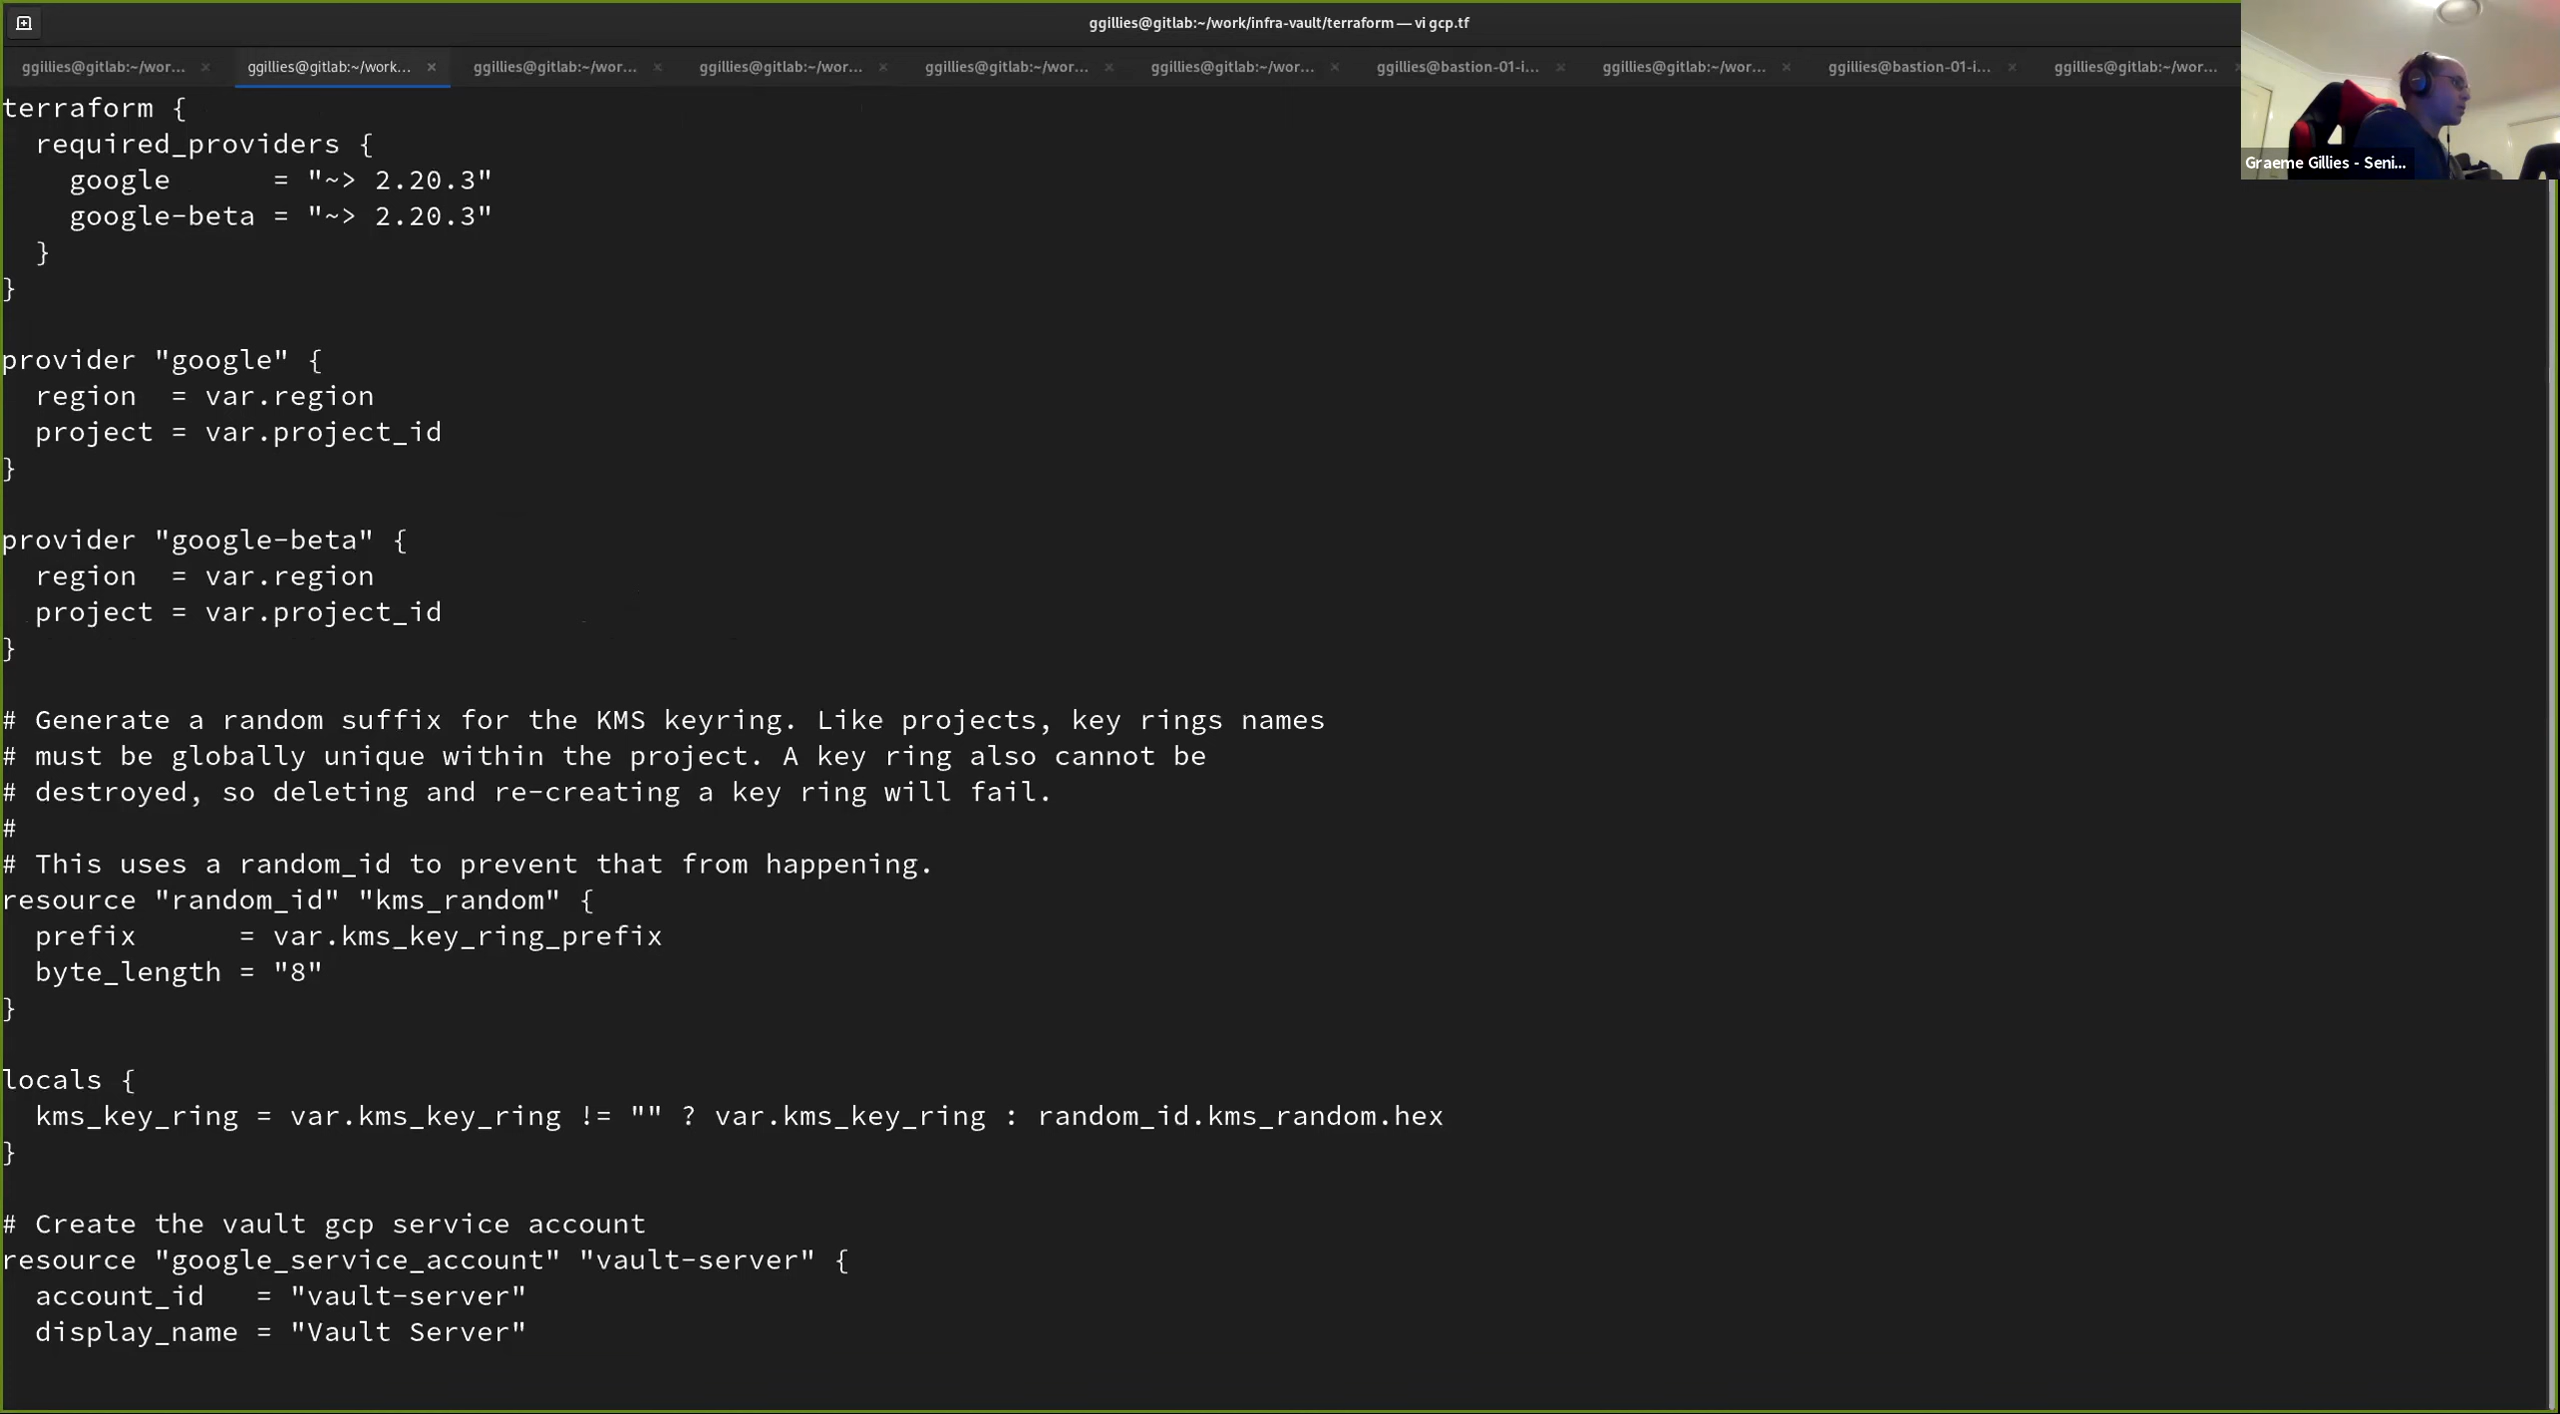 ggillies@gitlab:~/work/infra-vault/terraform — vi gcp.tf
ggillies@gitlab:~/wor... × ggillies@gitlab:~/work... × ggillies@gitlab:~/wor... × ggillies@gitlab:~/wor... × ggillies@gitlab:~/wor... × ggillies@gitlab:~/wor... × ggillies@bastion-01-i... × ggillies@gitlab:~/wor... × ggillies@bastion-01-i... × ggillies@gitlab:~/wor...
Graeme Gillies - Seni...
terraform {
  required_providers {
    google      = "~> 2.20.3"
    google-beta = "~> 2.20.3"
  }
}
provider "google" {
  region  = var.region
  project = var.project_id
}
provider "google-beta" {
  region  = var.region
  project = var.project_id
}
# Generate a random suffix for the KMS keyring. Like projects, key rings names
# must be globally unique within the project. A key ring also cannot be
# destroyed, so deleting and re-creating a key ring will fail.
#
# This uses a random_id to prevent that from happening.
resource "random_id" "kms_random" {
  prefix      = var.kms_key_ring_prefix
  byte_length = "8"
}
locals {
  kms_key_ring = var.kms_key_ring != "" ? var.kms_key_ring : random_id.kms_random.hex
}
# Create the vault gcp service account
resource "google_service_account" "vault-server" {
  account_id   = "vault-server"
  display_name = "Vault Server"